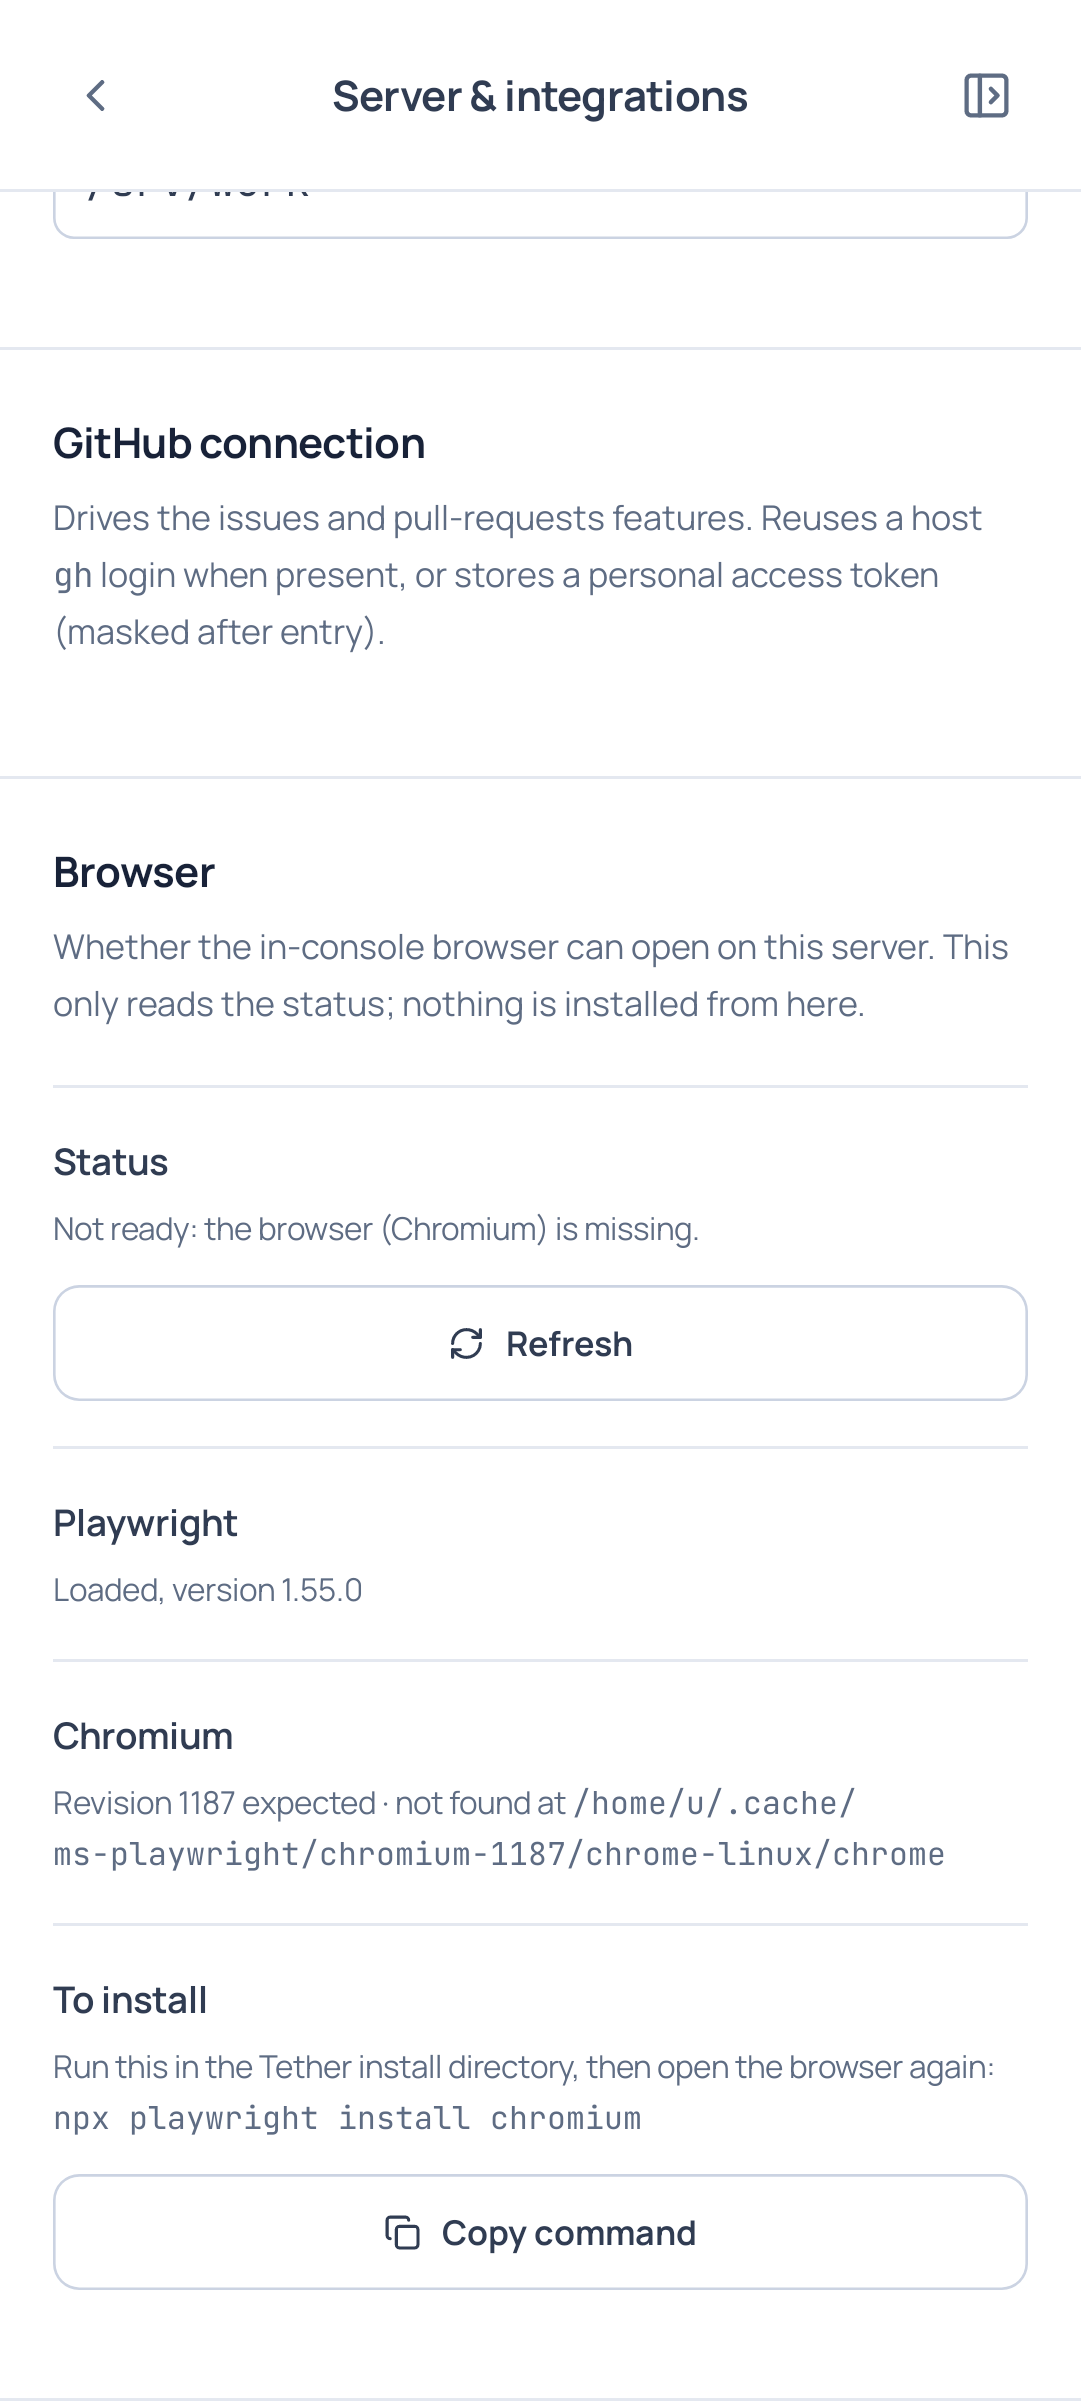 Server & integrations
GitHub connection
Drives the issues and pull-requests features. Reuses a host
gh login when present, or stores a personal access token
(masked after entry).
Browser
Whether the in-console browser can open on this server. This
only reads the status; nothing is installed from here.
Status
Not ready: the browser (Chromium) is missing.
Refresh
Playwright
Loaded, version 1.55.0
Chromium
Revision 1187 expected · not found at /home/u/.cache/
ms-playwright/chromium-1187/chrome-linux/chrome
To install
Run this in the Tether install directory, then open the browser again:
npx playwright install chromium
Copy command